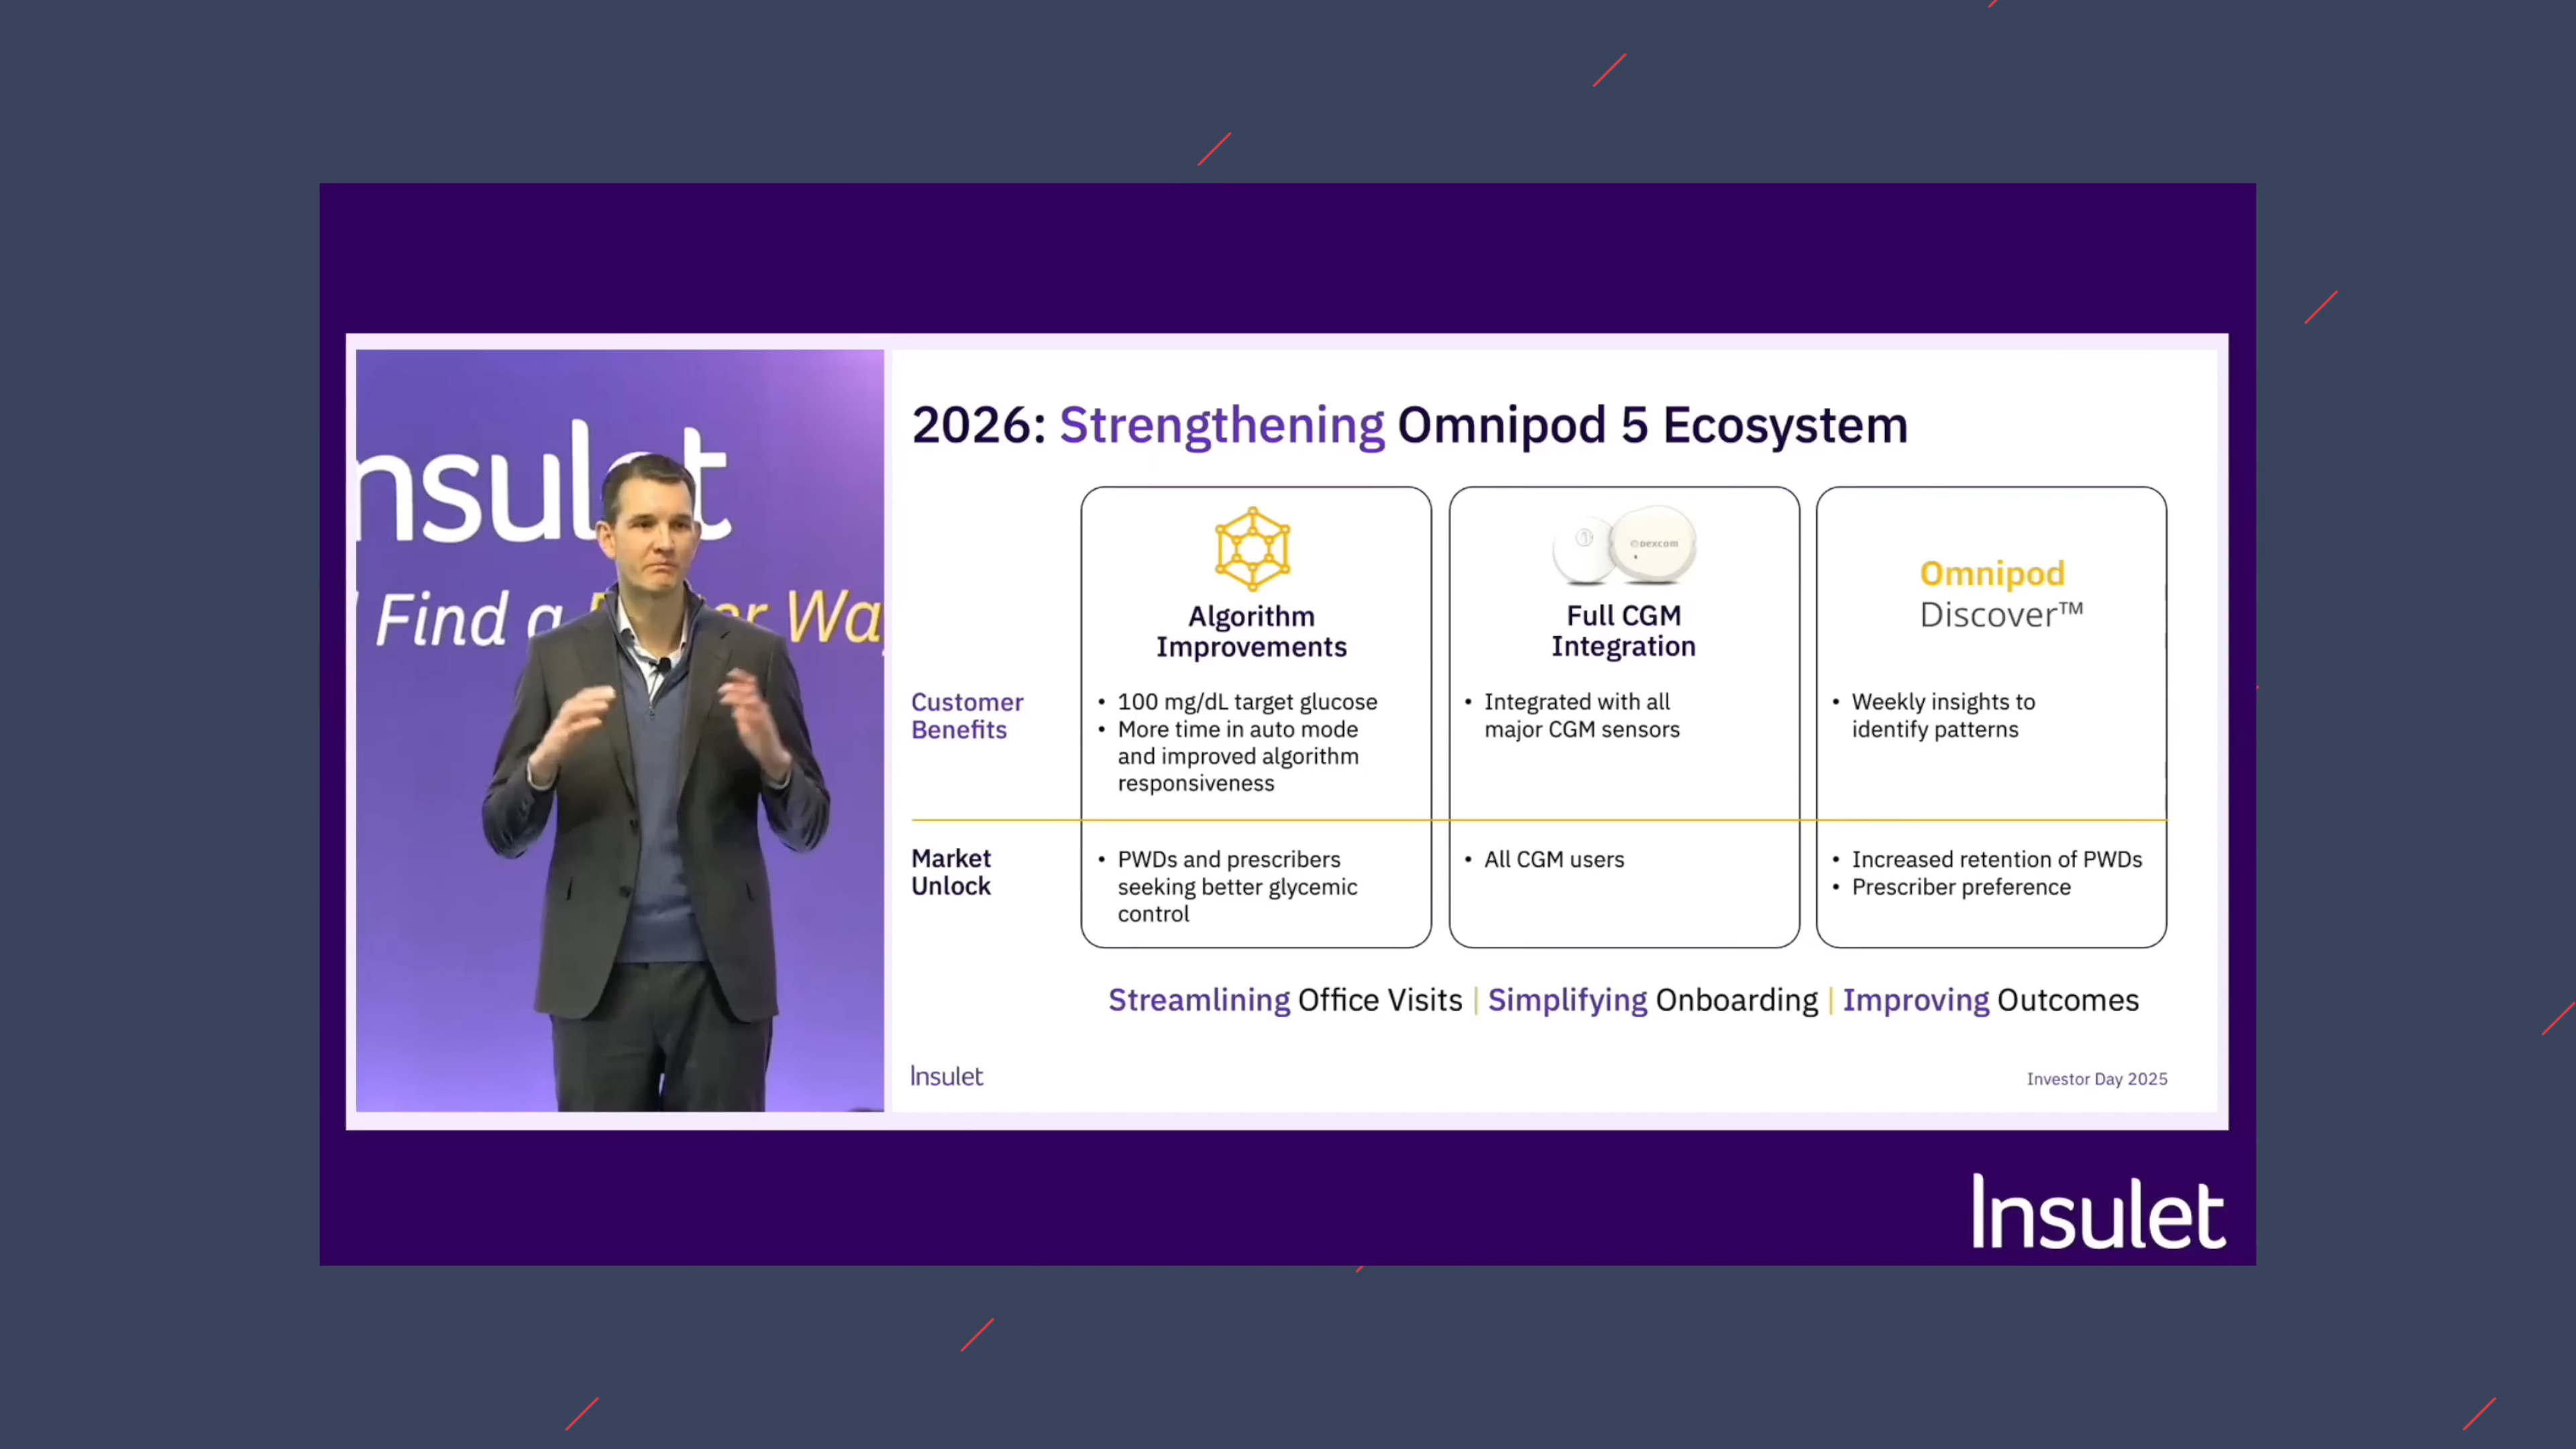 nsulet
Find a er Wa
2026: Strengthening Omnipod 5 Ecosystem
DEXCOM
Algorithm
Improvements
Full CGM
Integration
Omnipod
Discover™
Customer
Benefits
• 100 mg/dL target glucose
• More time in auto mode
and improved algorithm
responsiveness
• Integrated with all
major CGM sensors
• Weekly insights to
identify patterns
Market
Unlock
• PWDs and prescribers
seeking better glycemic
control
• All CGM users
• Increased retention of PWDs
• Prescriber preference
Streamlining Office Visits | Simplifying Onboarding | Improving Outcomes
Insulet
Investor Day 2025
Insulet